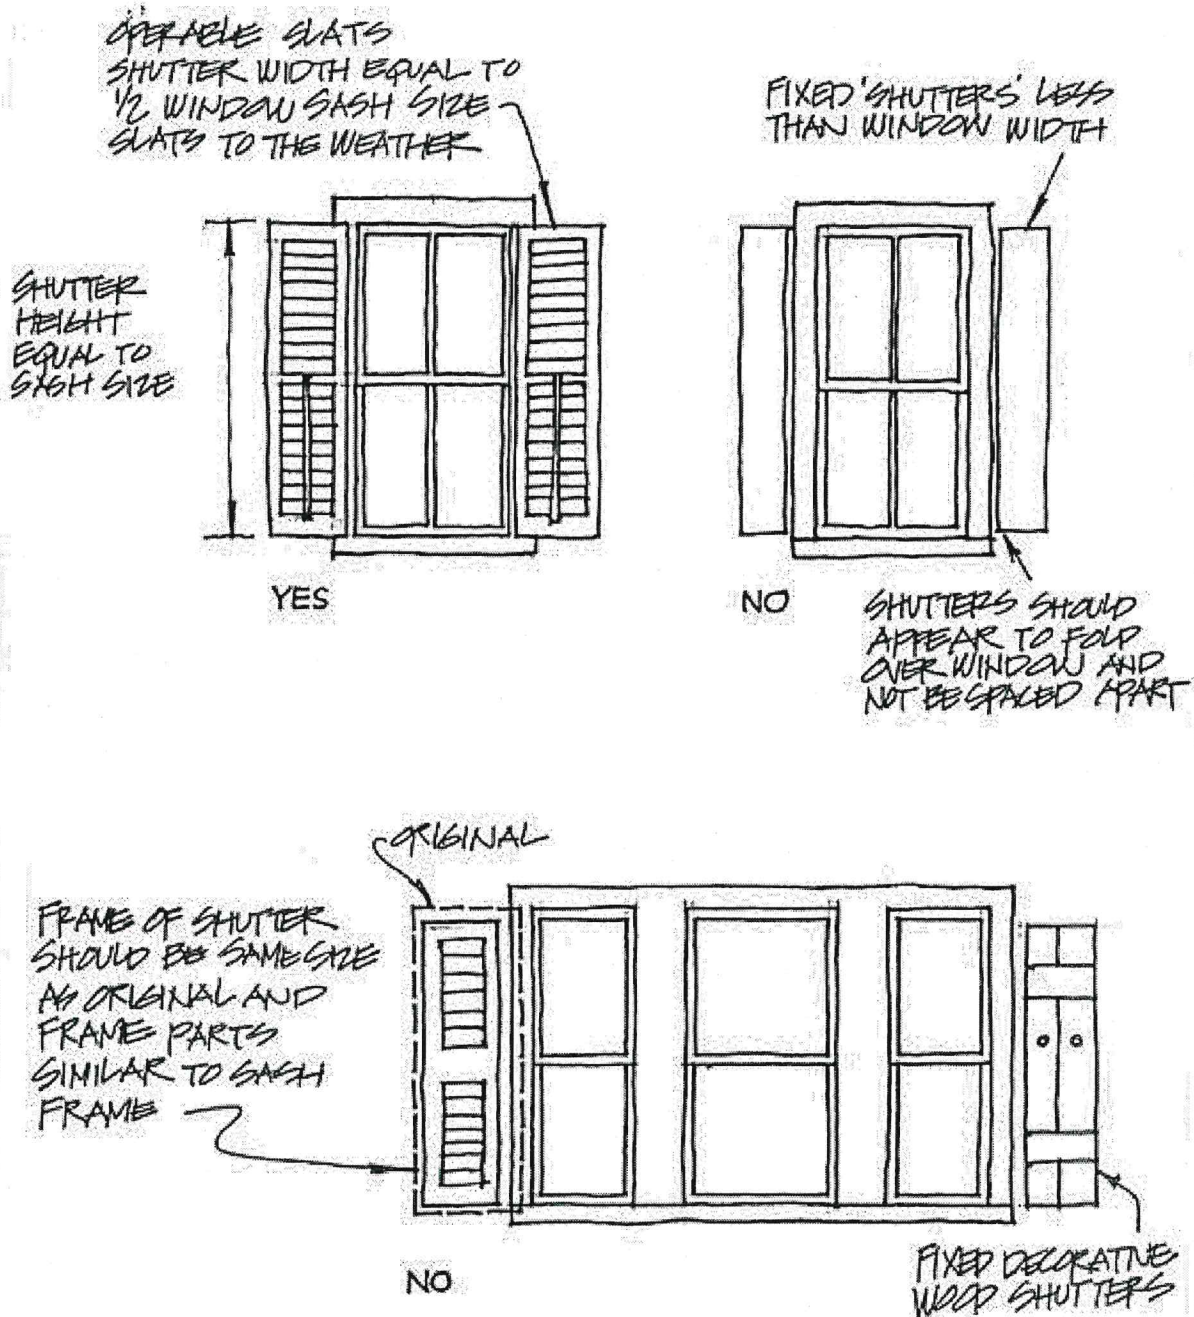 OPERABLE SLATS
SHUTTER WIDTH EQUAL TO
1/2 WINDOW SASH SIZE
SLATS TO THE WEATHER
FIXED 'SHUTTERS' LESS
THAN WINDOW WIDTH
SHUTTER
HEIGHT
EQUAL TO
SASH SIZE
YES
NO
SHUTTERS SHOULD
APPEAR TO FOLD
OVER WINDOW AND
NOT BE SPACED APART
ORIGINAL
FRAME OF SHUTTER
SHOULD BE SAME SIZE
AS ORIGINAL AND
FRAME PARTS
SIMILAR TO SASH
FRAME
NO
FIXED DECORATIVE
WOOD SHUTTERS